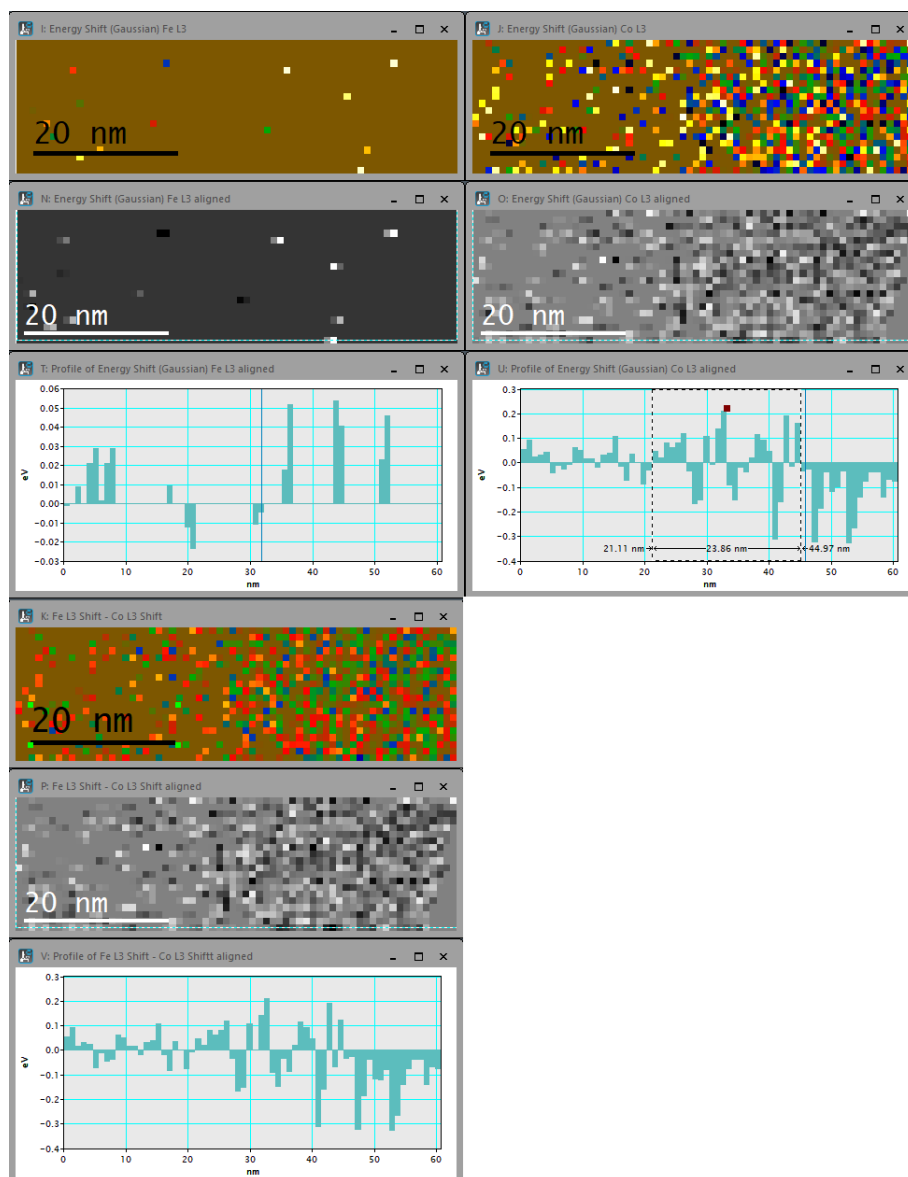 I: Energy Shift (Gaussian) Fe L3
20 nm
J: Energy Shift (Gaussian) Co L3
20 nm
N: Energy Shift (Gaussian) Fe L3 aligned
20 nm
O: Energy Shift (Gaussian) Co L3 aligned
20 nm
T: Profile of Energy Shift (Gaussian) Fe L3 aligned
0.06
0.05
0.04
0.03
0.02
0.01
0.00
-0.01
-0.02
-0.03
eV
0 10 20 30 40 50 60
nm
U: Profile of Energy Shift (Gaussian) Co L3 aligned
0.3
0.2
0.1
0.0
-0.1
-0.2
-0.3
-0.4
eV
21.11 nm 23.86 nm 44.97 nm
0 10 20 30 40 50 60
nm
K: Fe L3 Shift - Co L3 Shift
20 nm
P: Fe L3 Shift - Co L3 Shift aligned
20 nm
V: Profile of Fe L3 Shift - Co L3 Shiftt aligned
0.3
0.2
0.1
0.0
-0.1
-0.2
-0.3
-0.4
eV
0 10 20 30 40 50 60
nm